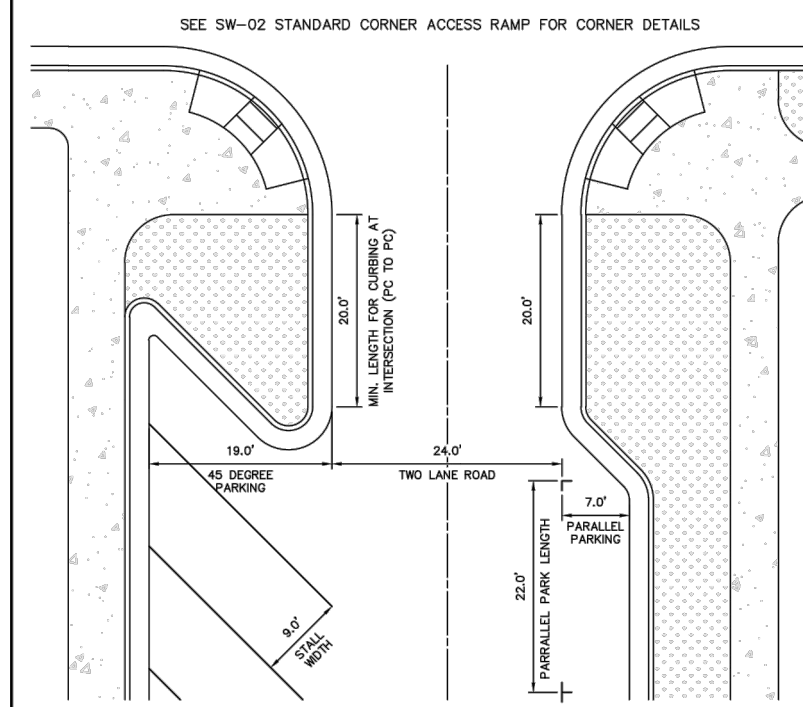 SEE SW-02 STANDARD CORNER ACCESS RAMP FOR CORNER DETAILS
20.0'
MIN. LENGTH FOR CURBING AT
INTERSECTION (PC TO PC)
20.0'
19.0'
45 DEGREE
PARKING
24.0'
TWO LANE ROAD
7.0'
PARALLEL
PARKING
22.0'
PARRALLEL PARK LENGTH
9.0'
STALL
WIDTH